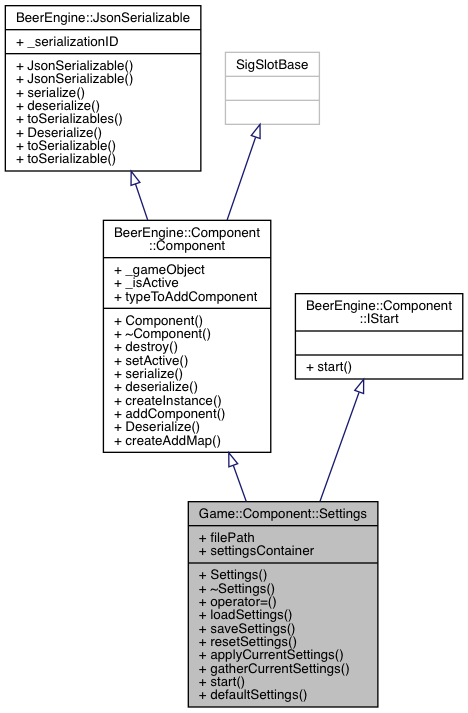 BeerEngine::JsonSerializable
+ _serializationID
+ JsonSerializable()
+ JsonSerializable()
+ serialize()
+ deserialize()
+ toSerializables()
+ Deserialize()
+ toSerializable()
+ toSerializable()
SigSlotBase
BeerEngine::Component
::Component
+ _gameObject
+ _isActive
+ typeToAddComponent
+ Component()
+ ~Component()
+ destroy()
+ setActive()
+ serialize()
+ deserialize()
+ createInstance()
+ addComponent()
+ Deserialize()
+ createAddMap()
BeerEngine::Component
::IStart
+ start()
Game::Component::Settings
+ filePath
+ settingsContainer
+ Settings()
+ ~Settings()
+ operator=()
+ loadSettings()
+ saveSettings()
+ resetSettings()
+ applyCurrentSettings()
+ gatherCurrentSettings()
+ start()
+ defaultSettings()